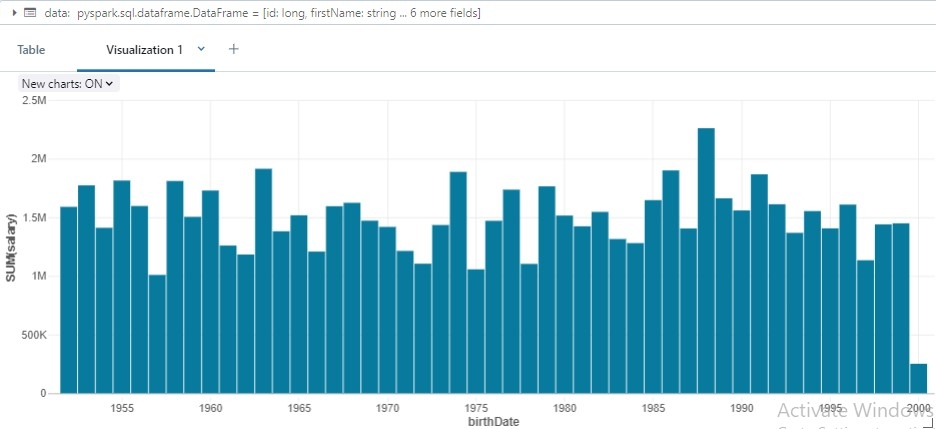 data: pyspark.sql.dataframe.DataFrame = [id: long, firstName: string ... 6 more fields]
Table Visualization 1 +
New charts: ON
2.5M
2M
1.5M
1M
500K
0
SUM(salary)
1955 1960 1965 1970 1975 1980 1985 1990 1995 2000
birthDate
Activate Windows